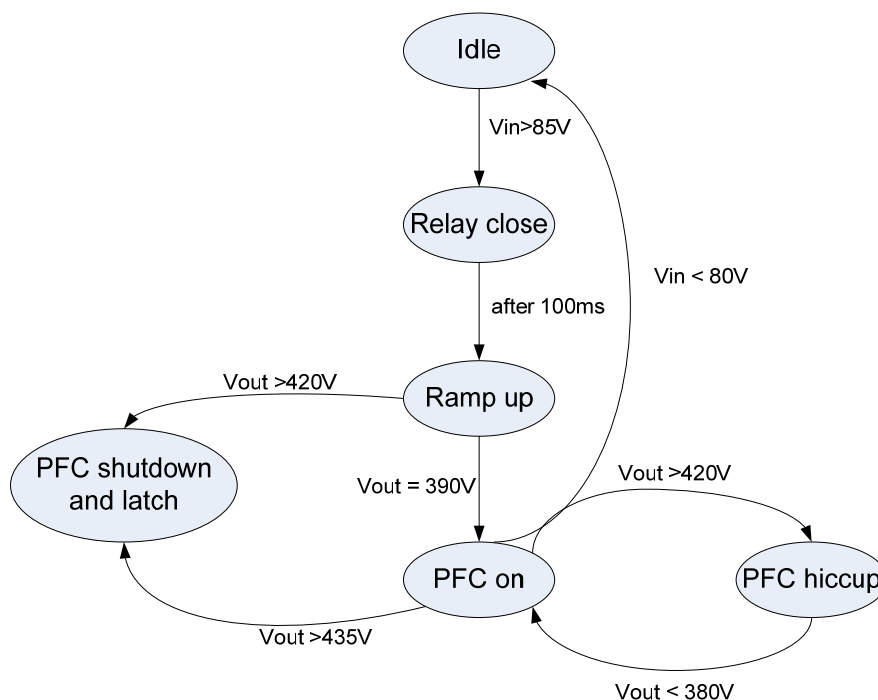 Idle
Vin>85V
Relay close
Vin < 80V
after 100ms
Vout >420V
Ramp up
PFC shutdown
and latch
Vout = 390V
Vout >420V
PFC on
PFC hiccup
Vout >435V
Vout < 380V